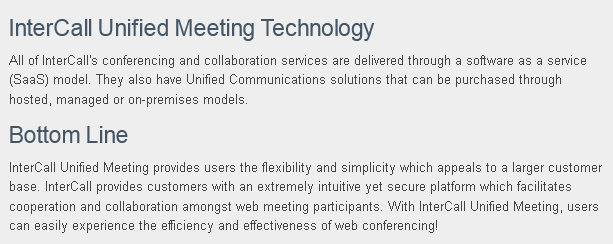 InterCall Unified Meeting Technology
All of InterCall's conferencing and collaboration services are delivered through a software as a service
(SaaS) model. They also have Unified Communications solutions that can be purchased through
hosted, managed or on-premises models.
Bottom Line
InterCall Unified Meeting provides users the flexibility and simplicity which appeals to a larger customer
base. InterCall provides customers with an extremely intuitive yet secure platform which facilitates
cooperation and collaboration amongst web meeting participants. With InterCall Unified Meeting, users
can easily experience the efficiency and effectiveness of web conferencing!